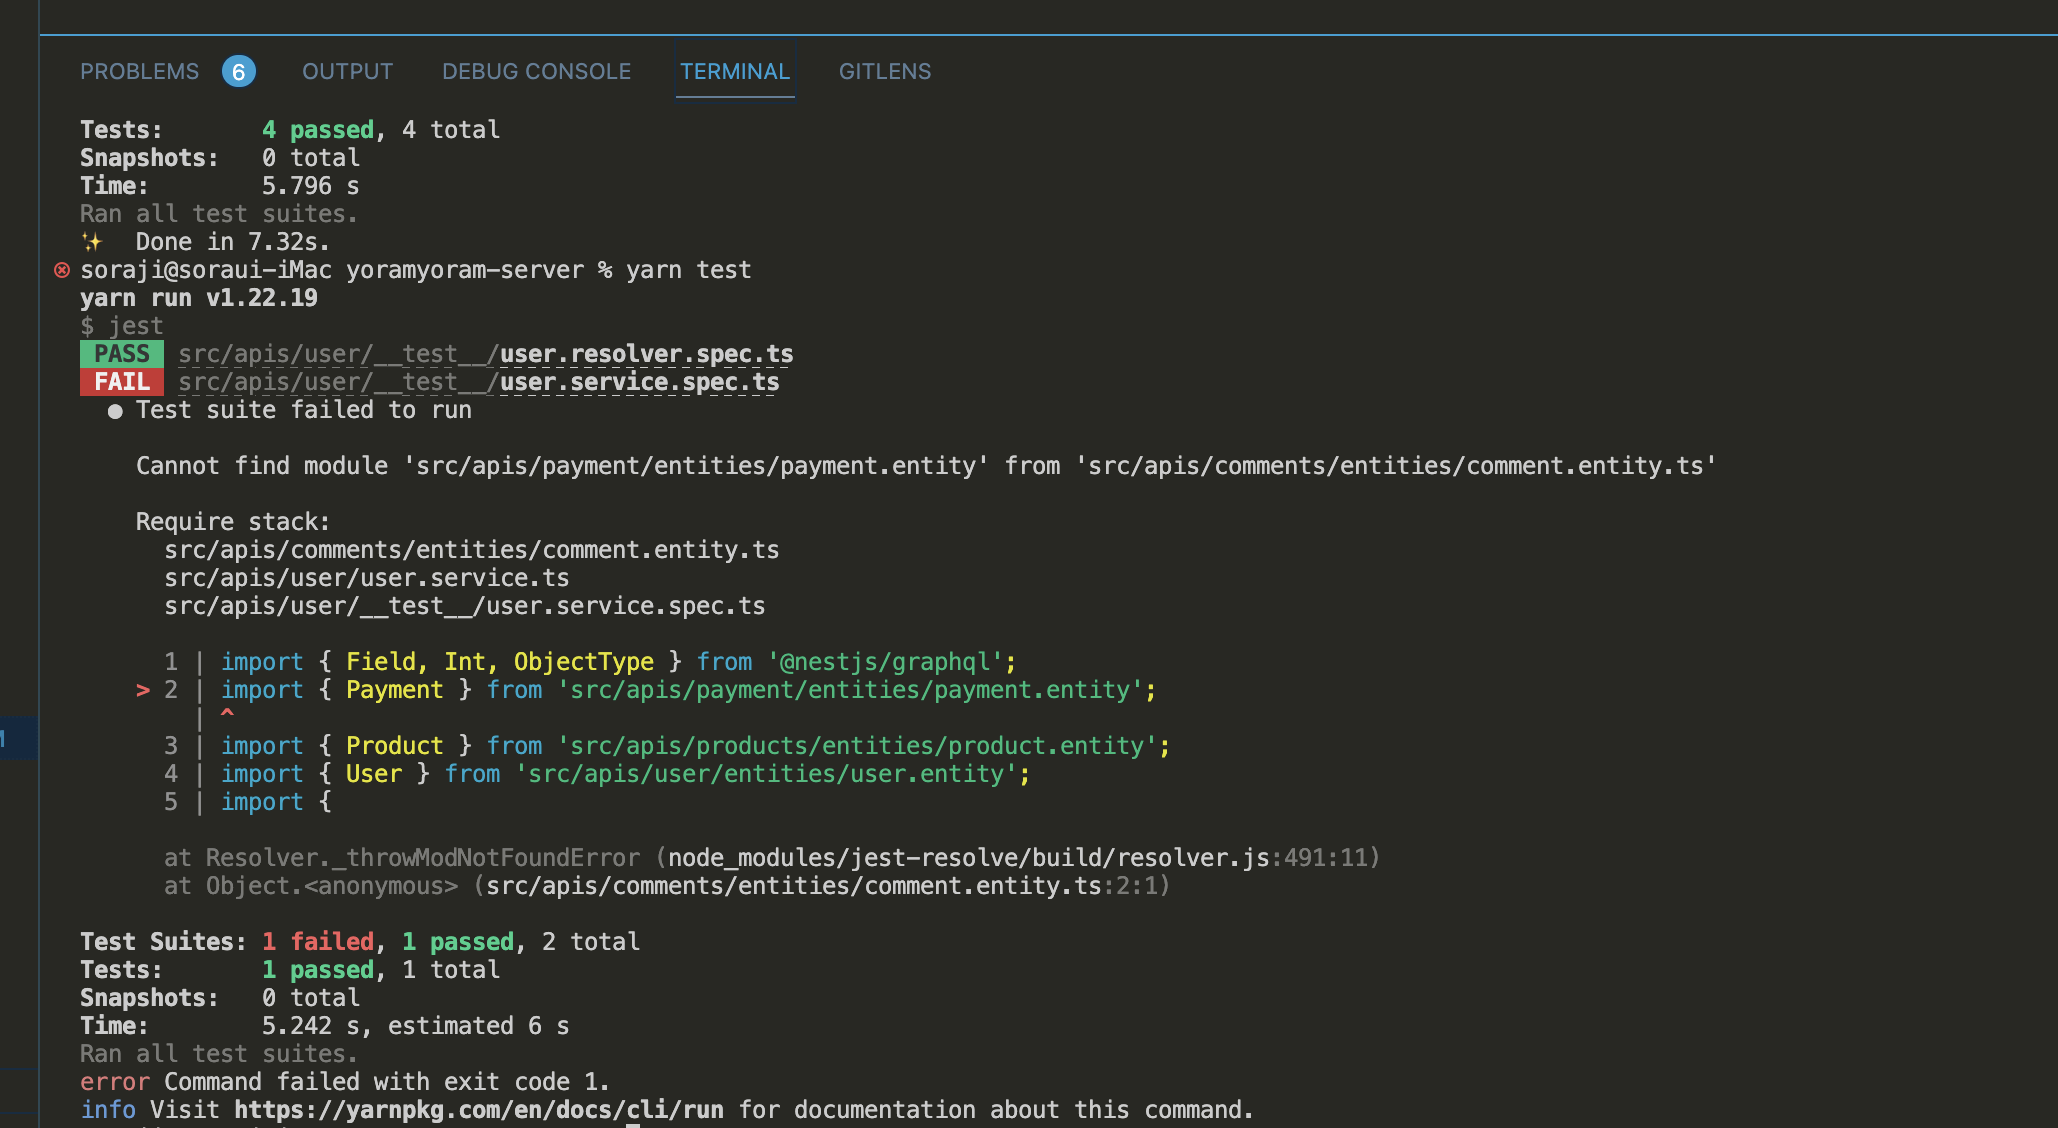 PROBLEMS 6 OUTPUT DEBUG CONSOLE TERMINAL GITLENS
Tests: 4 passed, 4 total
Snapshots: 0 total
Time: 5.796 s
Ran all test suites.
✨ Done in 7.32s.
soraji@soraui-iMac yoramyoram-server % yarn test
yarn run v1.22.19
$ jest
PASS src/apis/user/__test__/user.resolver.spec.ts
FAIL src/apis/user/__test__/user.service.spec.ts
● Test suite failed to run
Cannot find module 'src/apis/payment/entities/payment.entity' from 'src/apis/comments/entities/comment.entity.ts'
Require stack:
src/apis/comments/entities/comment.entity.ts
src/apis/user/user.service.ts
src/apis/user/__test__/user.service.spec.ts
1 | import { Field, Int, ObjectType } from '@nestjs/graphql';
> 2 | import { Payment } from 'src/apis/payment/entities/payment.entity';
| ^
3 | import { Product } from 'src/apis/products/entities/product.entity';
4 | import { User } from 'src/apis/user/entities/user.entity';
5 | import {
at Resolver._throwModNotFoundError (node_modules/jest-resolve/build/resolver.js:491:11)
at Object.<anonymous> (src/apis/comments/entities/comment.entity.ts:2:1)
Test Suites: 1 failed, 1 passed, 2 total
Tests: 1 passed, 1 total
Snapshots: 0 total
Time: 5.242 s, estimated 6 s
Ran all test suites.
error Command failed with exit code 1.
info Visit https://yarnpkg.com/en/docs/cli/run for documentation about this command.